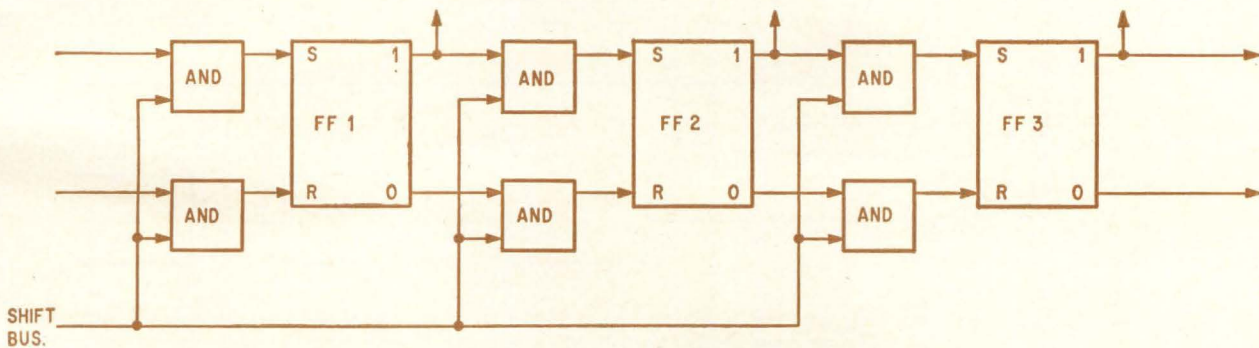 AND
S 1
FF 1
R 0
AND
AND
S 1
FF 2
R 0
AND
AND
S 1
FF 3
R 0
AND
SHIFT
BUS.